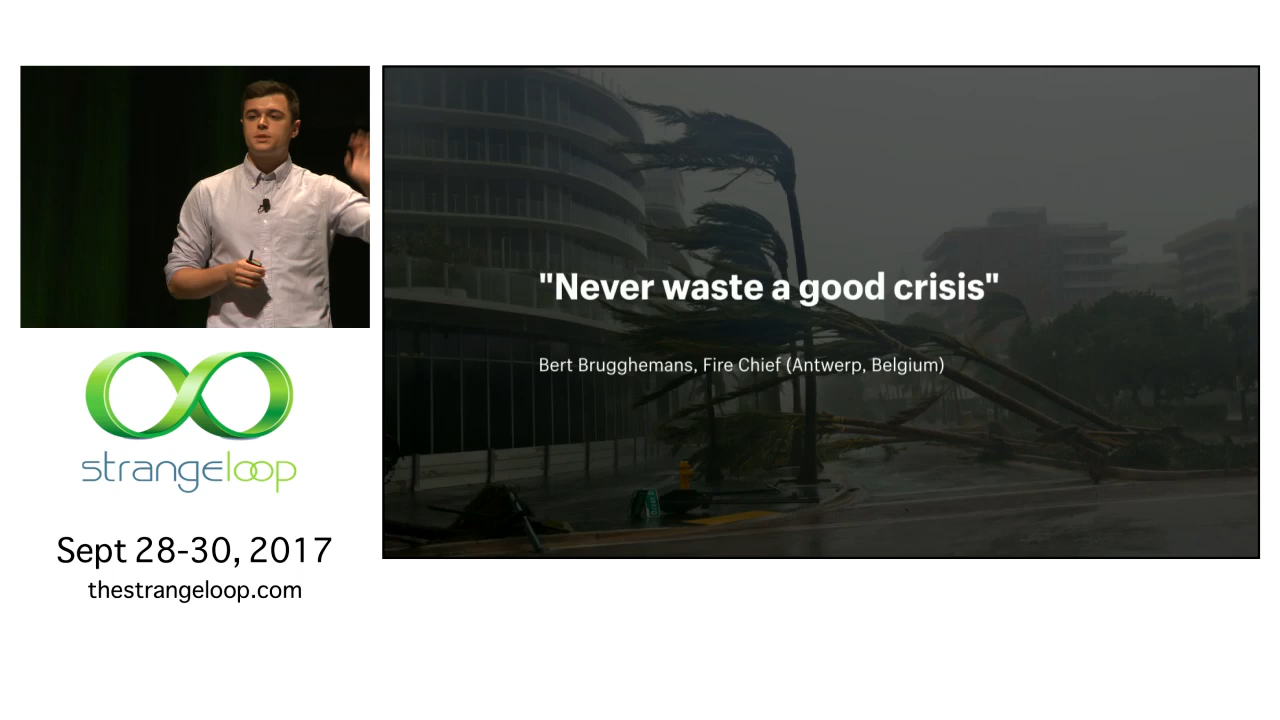 "Never waste a good crisis"
Bert Brugghemans, Fire Chief (Antwerp, Belgium)
strangeloop
Sept 28-30, 2017
thestrangeloop.com